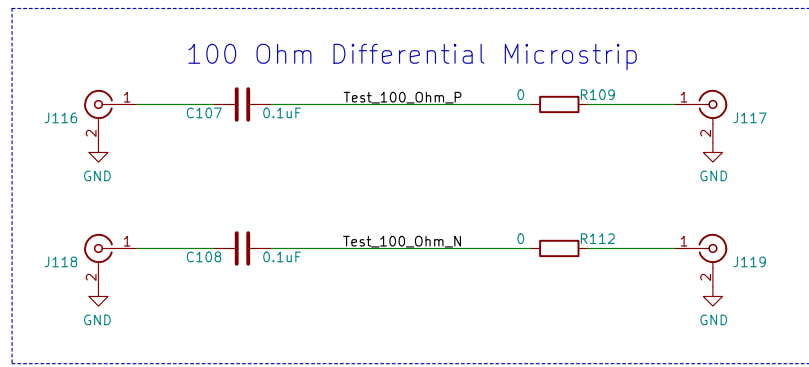 100 Ohm Differential Microstrip
J116 1 2 GND
C107 0.1uF
Test_100_Ohm_P
0 R109
1 2 J117 GND
J118 1 2 GND
C108 0.1uF
Test_100_Ohm_N
0 R112
1 2 J119 GND